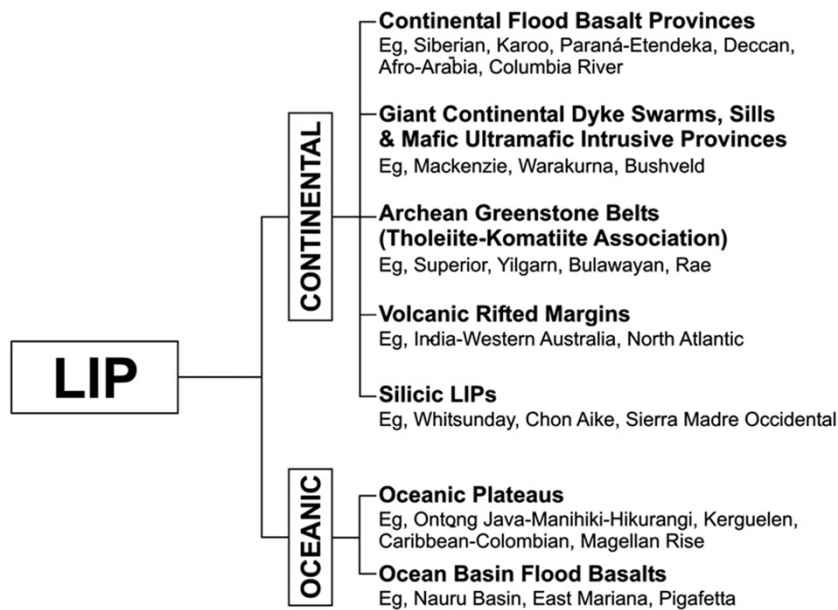 LIP
CONTINENTAL
Continental Flood Basalt Provinces
Eg, Siberian, Karoo, Paraná-Etendeka, Deccan,
Afro-Arabia, Columbia River
Giant Continental Dyke Swarms, Sills
& Mafic Ultramafic Intrusive Provinces
Eg, Mackenzie, Warakurna, Bushveld
Archean Greenstone Belts
(Tholeiite-Komatiite Association)
Eg, Superior, Yilgarn, Bulawayan, Rae
Volcanic Rifted Margins
Eg, India-Western Australia, North Atlantic
Silicic LIPs
Eg, Whitsunday, Chon Aike, Sierra Madre Occidental
OCEANIC
Oceanic Plateaus
Eg, Ontong Java-Manihiki-Hikurangi, Kerguelen,
Caribbean-Colombian, Magellan Rise
Ocean Basin Flood Basalts
Eg, Nauru Basin, East Mariana, Pigafetta